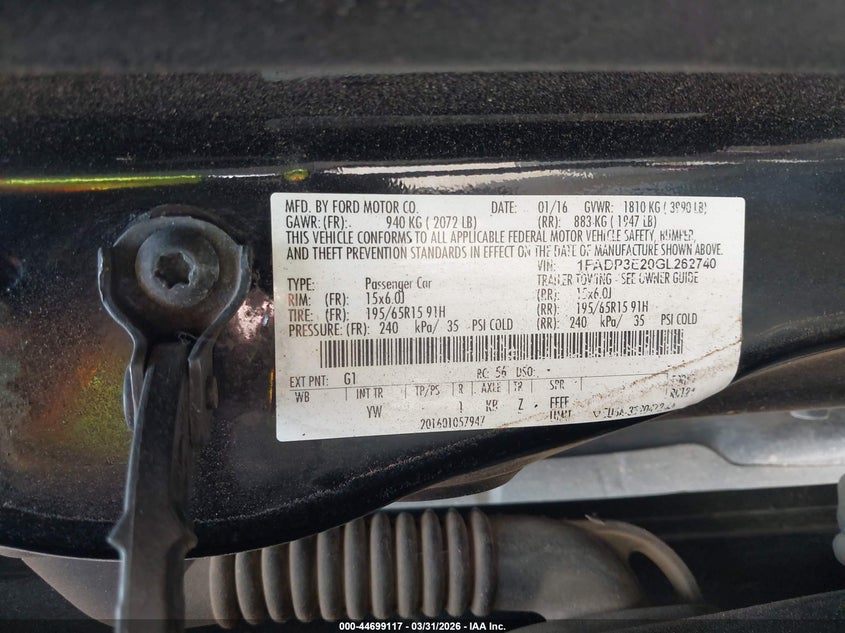 MFD. BY FORD MOTOR CO. DATE: 01/16 GVWR: 1810 KG ( 3990 LB)
GAWR: (FR): 940 KG ( 2072 LB) (RR): 883 KG ( 1947 LB)
THIS VEHICLE CONFORMS TO ALL APPLICABLE FEDERAL MOTOR VEHICLE SAFETY, BUMPER,
AND THEFT PREVENTION STANDARDS IN EFFECT ON THE DATE OF MANUFACTURE SHOWN ABOVE.
VIN: 1FADP3E20GL262740
TYPE: Passenger Car TRAILER TOWING - SEE OWNER GUIDE
RIM: (FR): 15x6.0J (RR): 15x6.0J
TIRE: (FR): 195/65R15 91H (RR): 195/65R15 91H
PRESSURE: (FR): 240 kPa/ 35 PSI COLD (RR): 240 kPa/ 35 PSI COLD
EXT PNT: G1 RC: 56 DSO: -
WB INT TR TP/PS R AXLE TR SPR
YW - 1 KR Z - FFFF
201601057947 UNIT
000-44699117 - 03/31/2026 - IAA, Inc.